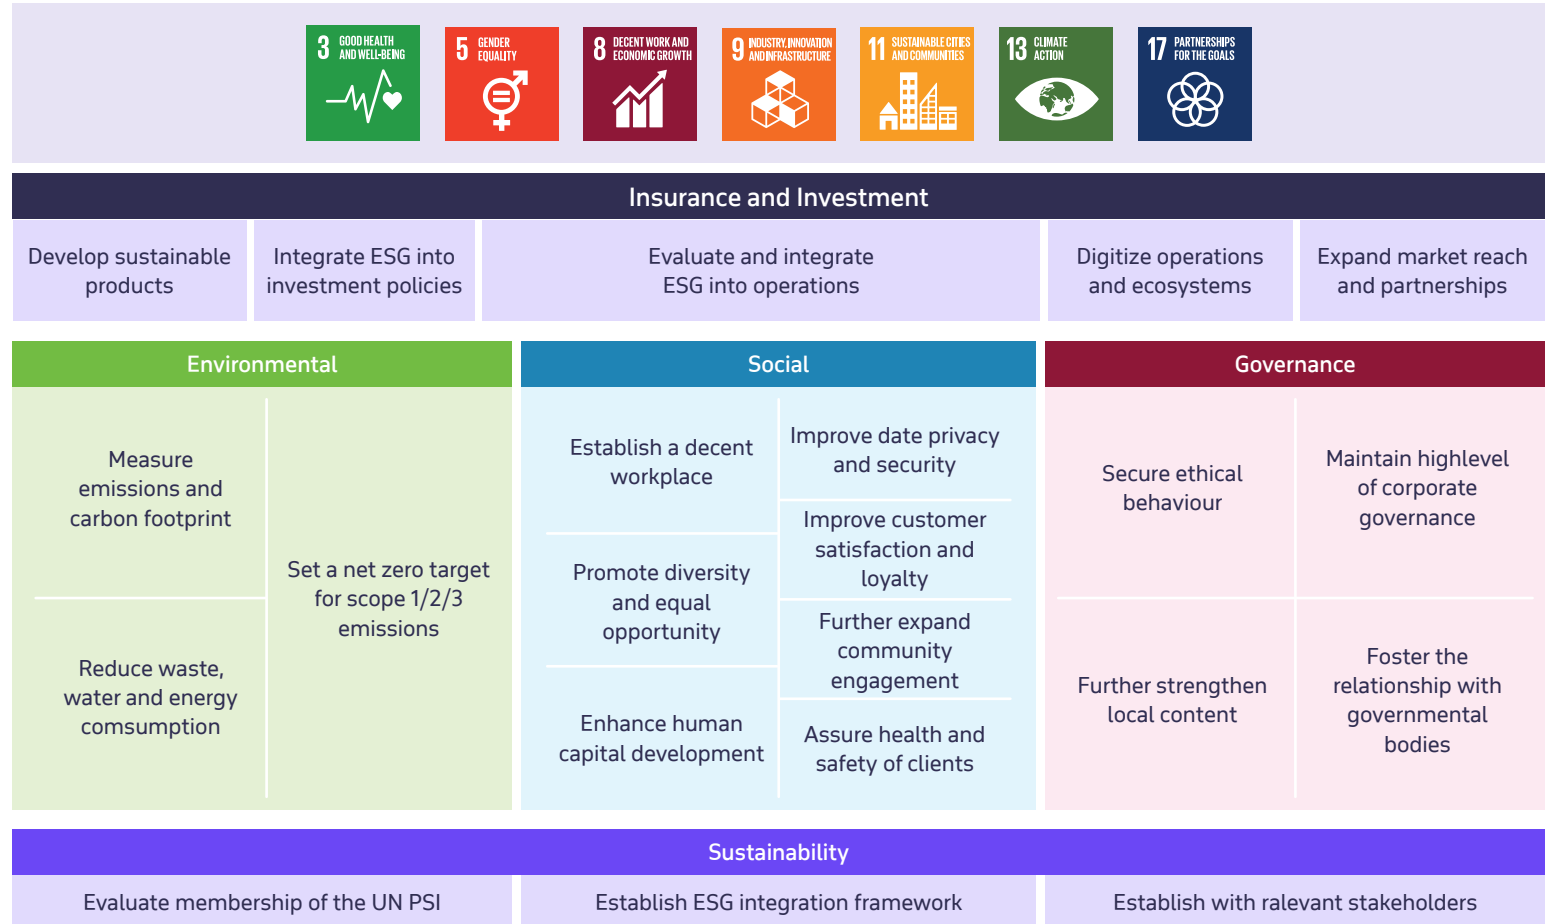 3 GOOD HEALTH
AND WELL-BEING
5 GENDER
EQUALITY
8 DECENT WORK AND
ECONOMIC GROWTH
9 INDUSTRY, INNOVATION
AND INFRASTRUCTURE
11 SUSTAINABLE CITIES
AND COMMUNITIES
13 CLIMATE
ACTION
17 PARTNERSHIPS
FOR THE GOALS
Insurance and Investment
Develop sustainable
products
Integrate ESG into
investment policies
Evaluate and integrate
ESG into operations
Digitize operations
and ecosystems
Expand market reach
and partnerships
Environmental
Measure
emissions and
carbon footprint
Reduce waste,
water and energy
comsumption
Set a net zero target
for scope 1/2/3
emissions
Social
Establish a decent
workplace
Promote diversity
and equal
opportunity
Enhance human
capital development
Improve date privacy
and security
Improve customer
satisfaction and
loyalty
Further expand
community
engagement
Assure health and
safety of clients
Governance
Secure ethical
behaviour
Further strengthen
local content
Maintain highlevel
of corporate
governance
Foster the
relationship with
governmental
bodies
Sustainability
Evaluate membership of the UN PSI
Establish ESG integration framework
Establish with ralevant stakeholders